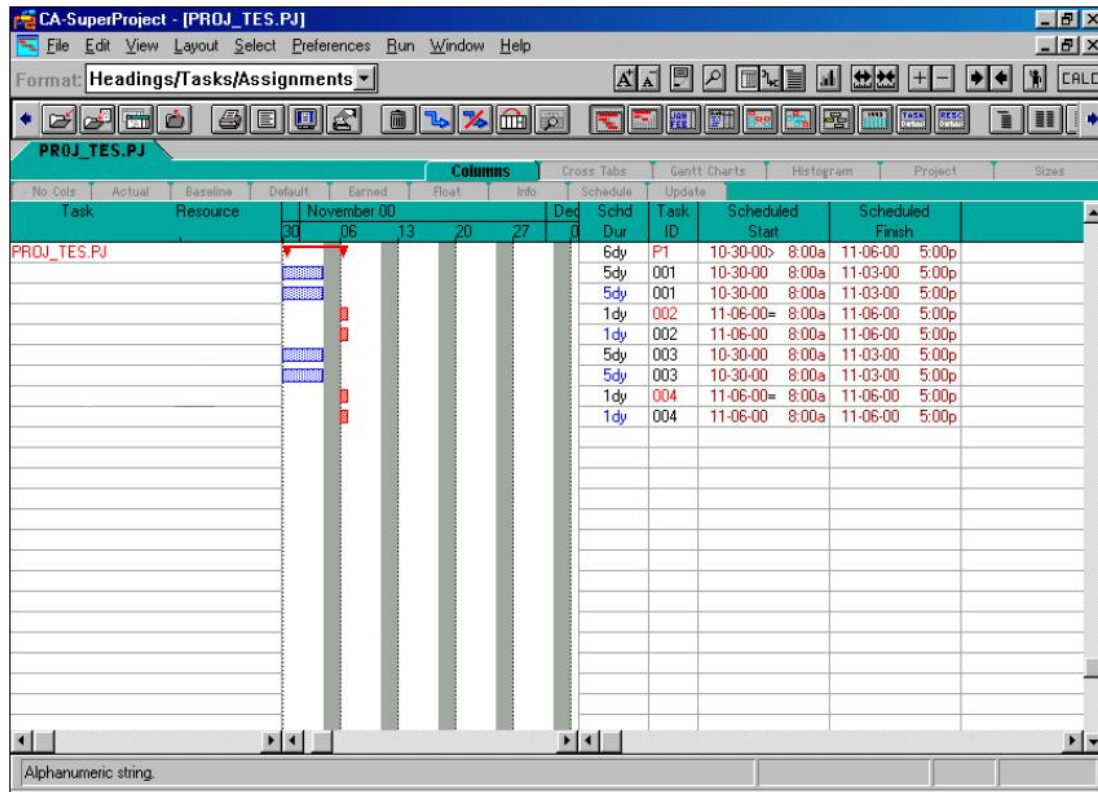 CA-SuperProject - [PROJ_TES.PJ]
File Edit View Layout Select Preferences Run Window Help
Format: Headings/Tasks/Assignments CALC
PROJ_TES.PJ
Columns Cross Tabs Gantt Charts Histogram Project Sizes
- No Cols Actual Baseline Default Earned Float Info Schedule Update
Task Resource November 00 Dec Schd Task Scheduled Scheduled
30 06 13 20 27 0 Dur ID Start Finish
PROJ_TES.PJ 6dy P1 10-30-00> 8:00a 11-06-00 5:00p
5dy 001 10-30-00 8:00a 11-03-00 5:00p
5dy 001 10-30-00 8:00a 11-03-00 5:00p
1dy 002 11-06-00= 8:00a 11-06-00 5:00p
1dy 002 11-06-00 8:00a 11-06-00 5:00p
5dy 003 10-30-00 8:00a 11-03-00 5:00p
5dy 003 10-30-00 8:00a 11-03-00 5:00p
1dy 004 11-06-00= 8:00a 11-06-00 5:00p
1dy 004 11-06-00 8:00a 11-06-00 5:00p
Alphanumeric string.